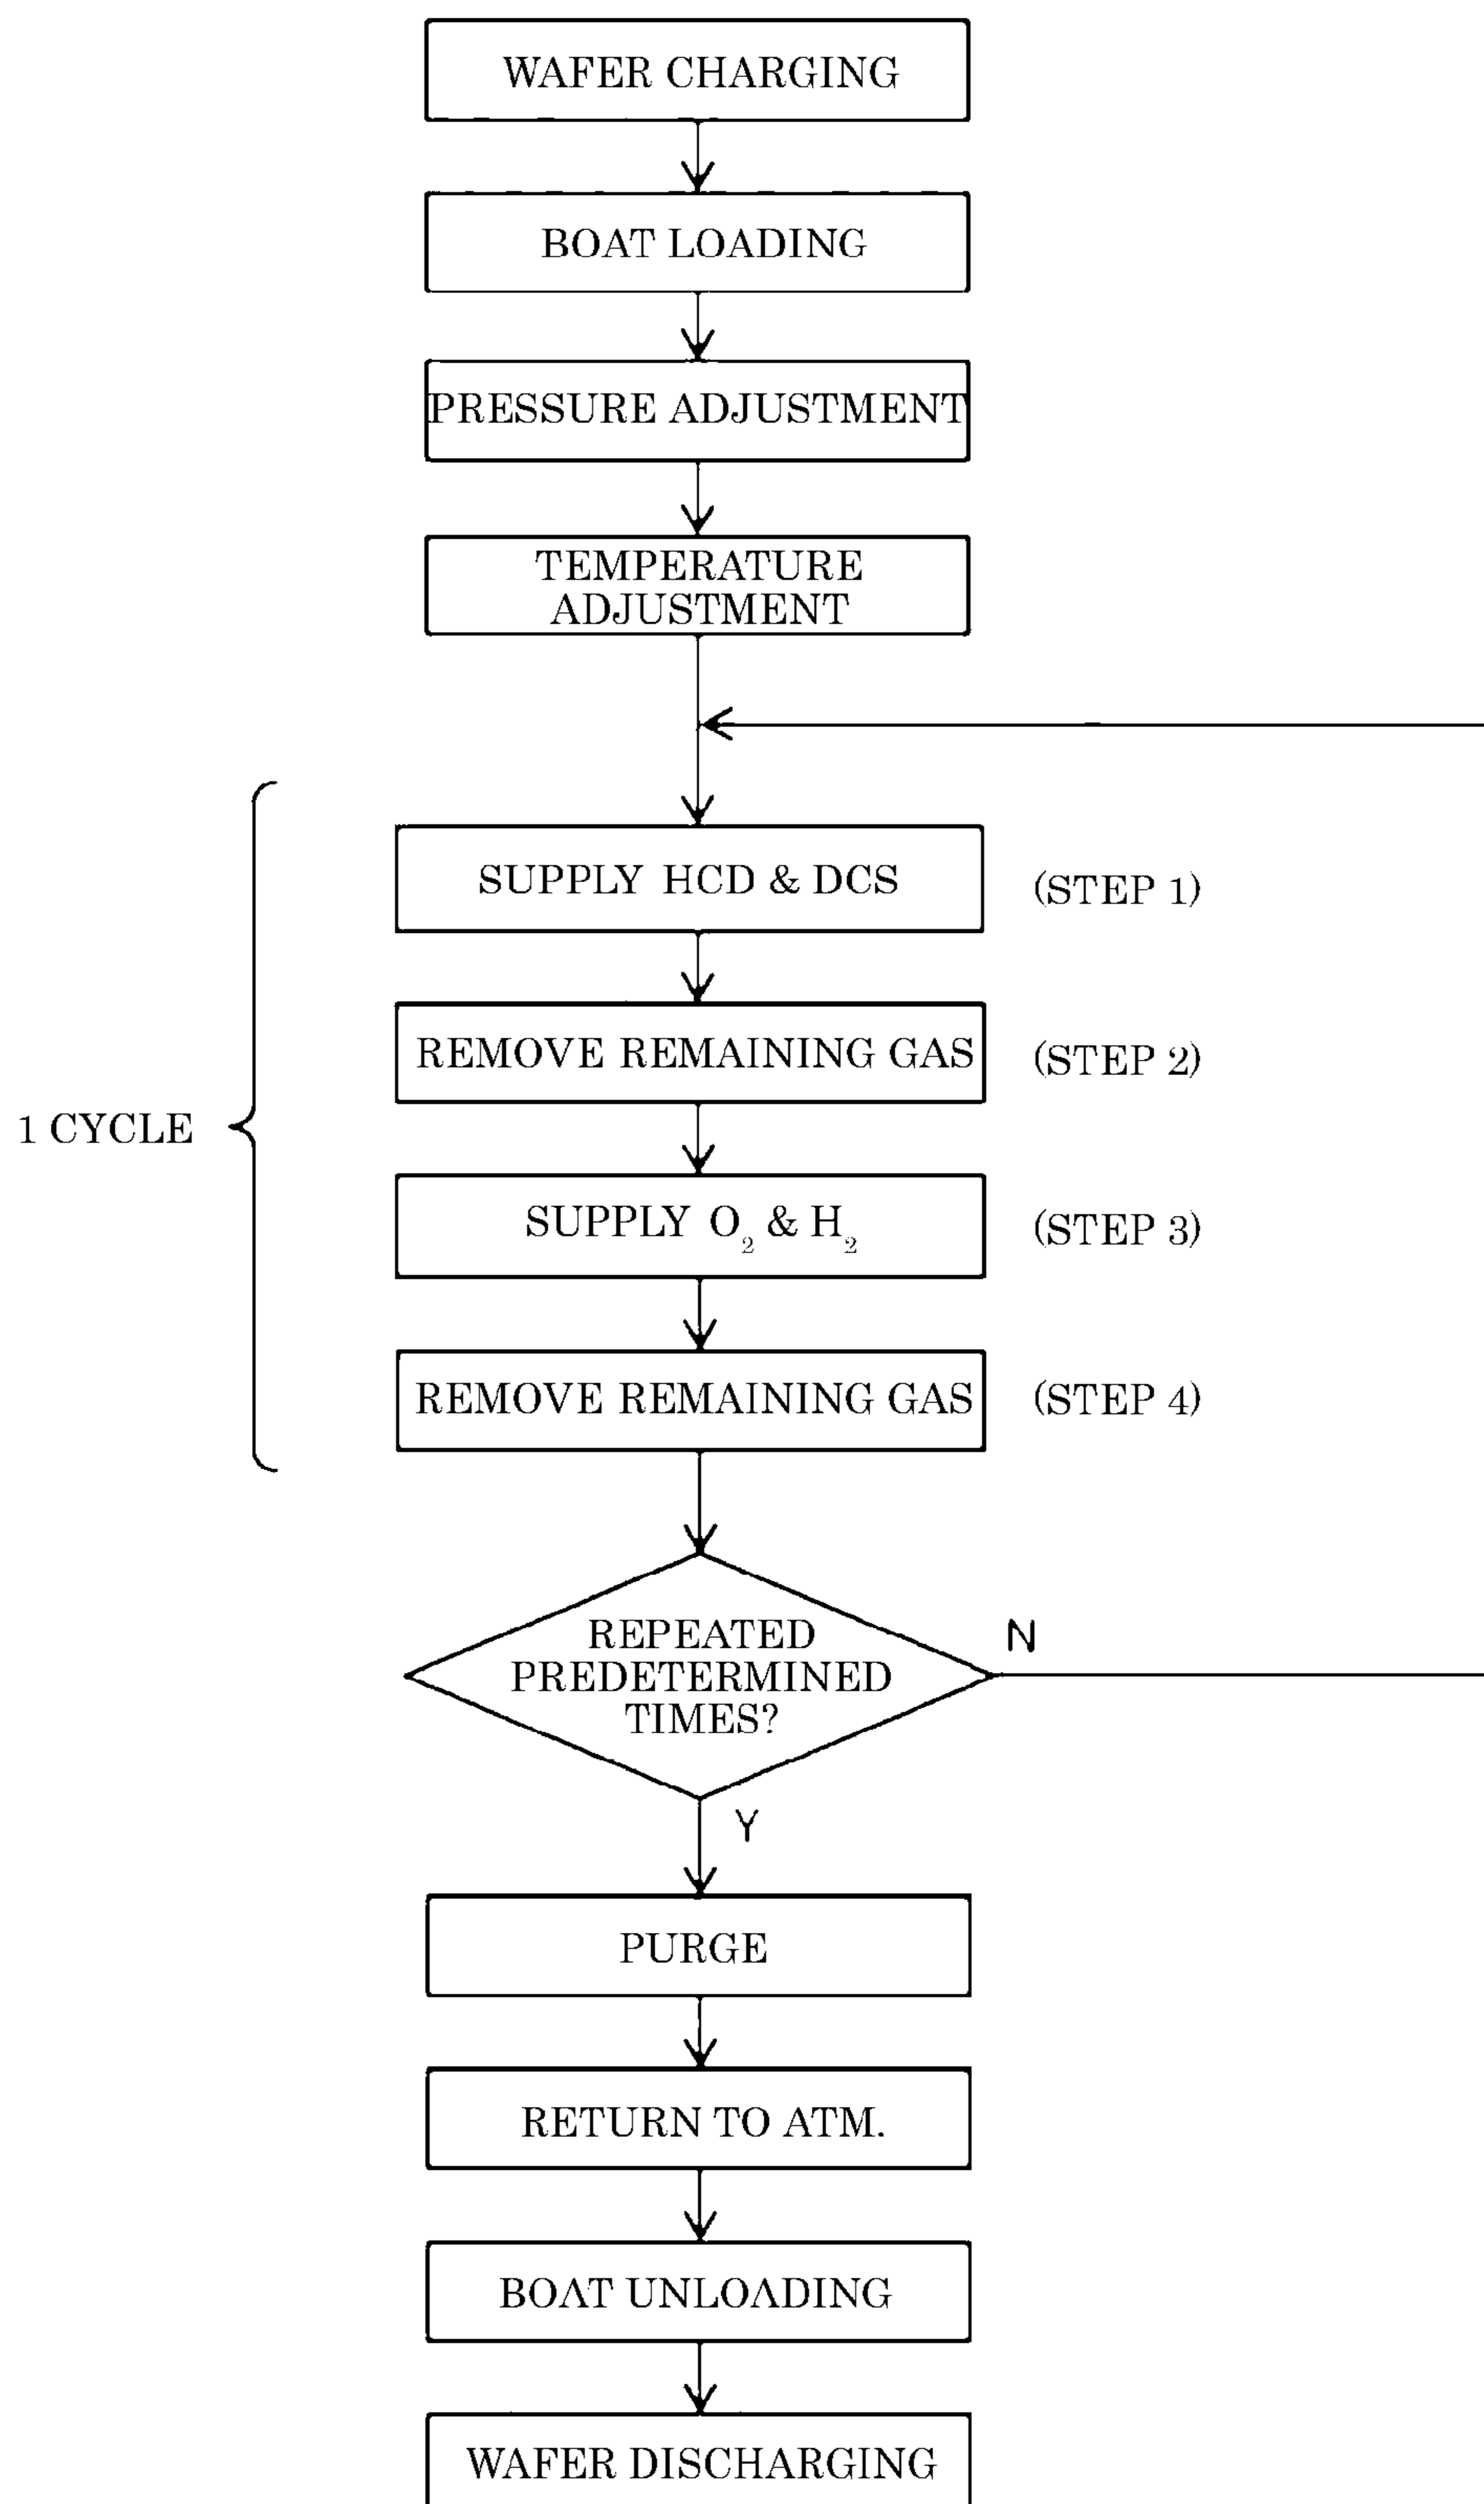 WAFER CHARGING
BOAT LOADING
PRESSURE ADJUSTMENT
TEMPERATURE
ADJUSTMENT
SUPPLY HCD & DCS
(STEP 1)
REMOVE REMAINING GAS
(STEP 2)
1 CYCLE
SUPPLY O₂ & H₂
(STEP 3)
REMOVE REMAINING GAS
(STEP 4)
REPEATED
PREDETERMINED
TIMES?
N
Y
PURGE
RETURN TO ATM.
BOAT UNLOADING
WAFER DISCHARGING